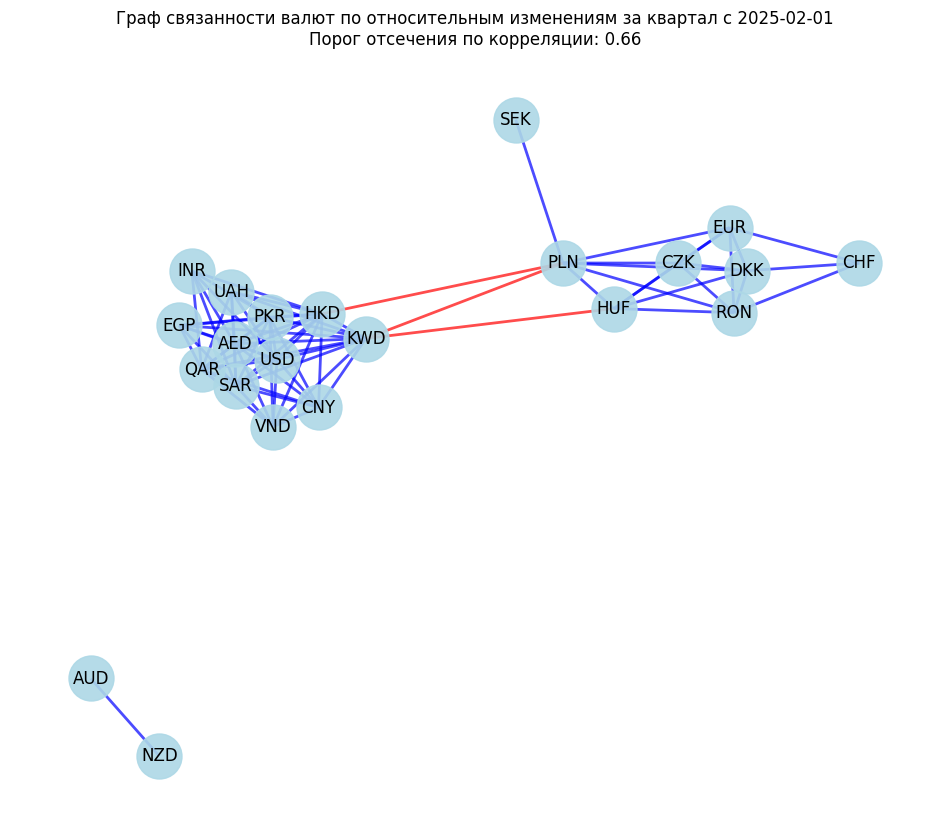 Граф связанности валют по относительным изменениям за квартал с 2025-02-01
Порог отсечения по корреляции: 0.66
SEK
EUR
PLN
CZK
DKK
CHF
INR
UAH
HUF
RON
PKR
HKD
EGP
AED
KWD
USD
QAR
SAR
CNY
VND
AUD
NZD